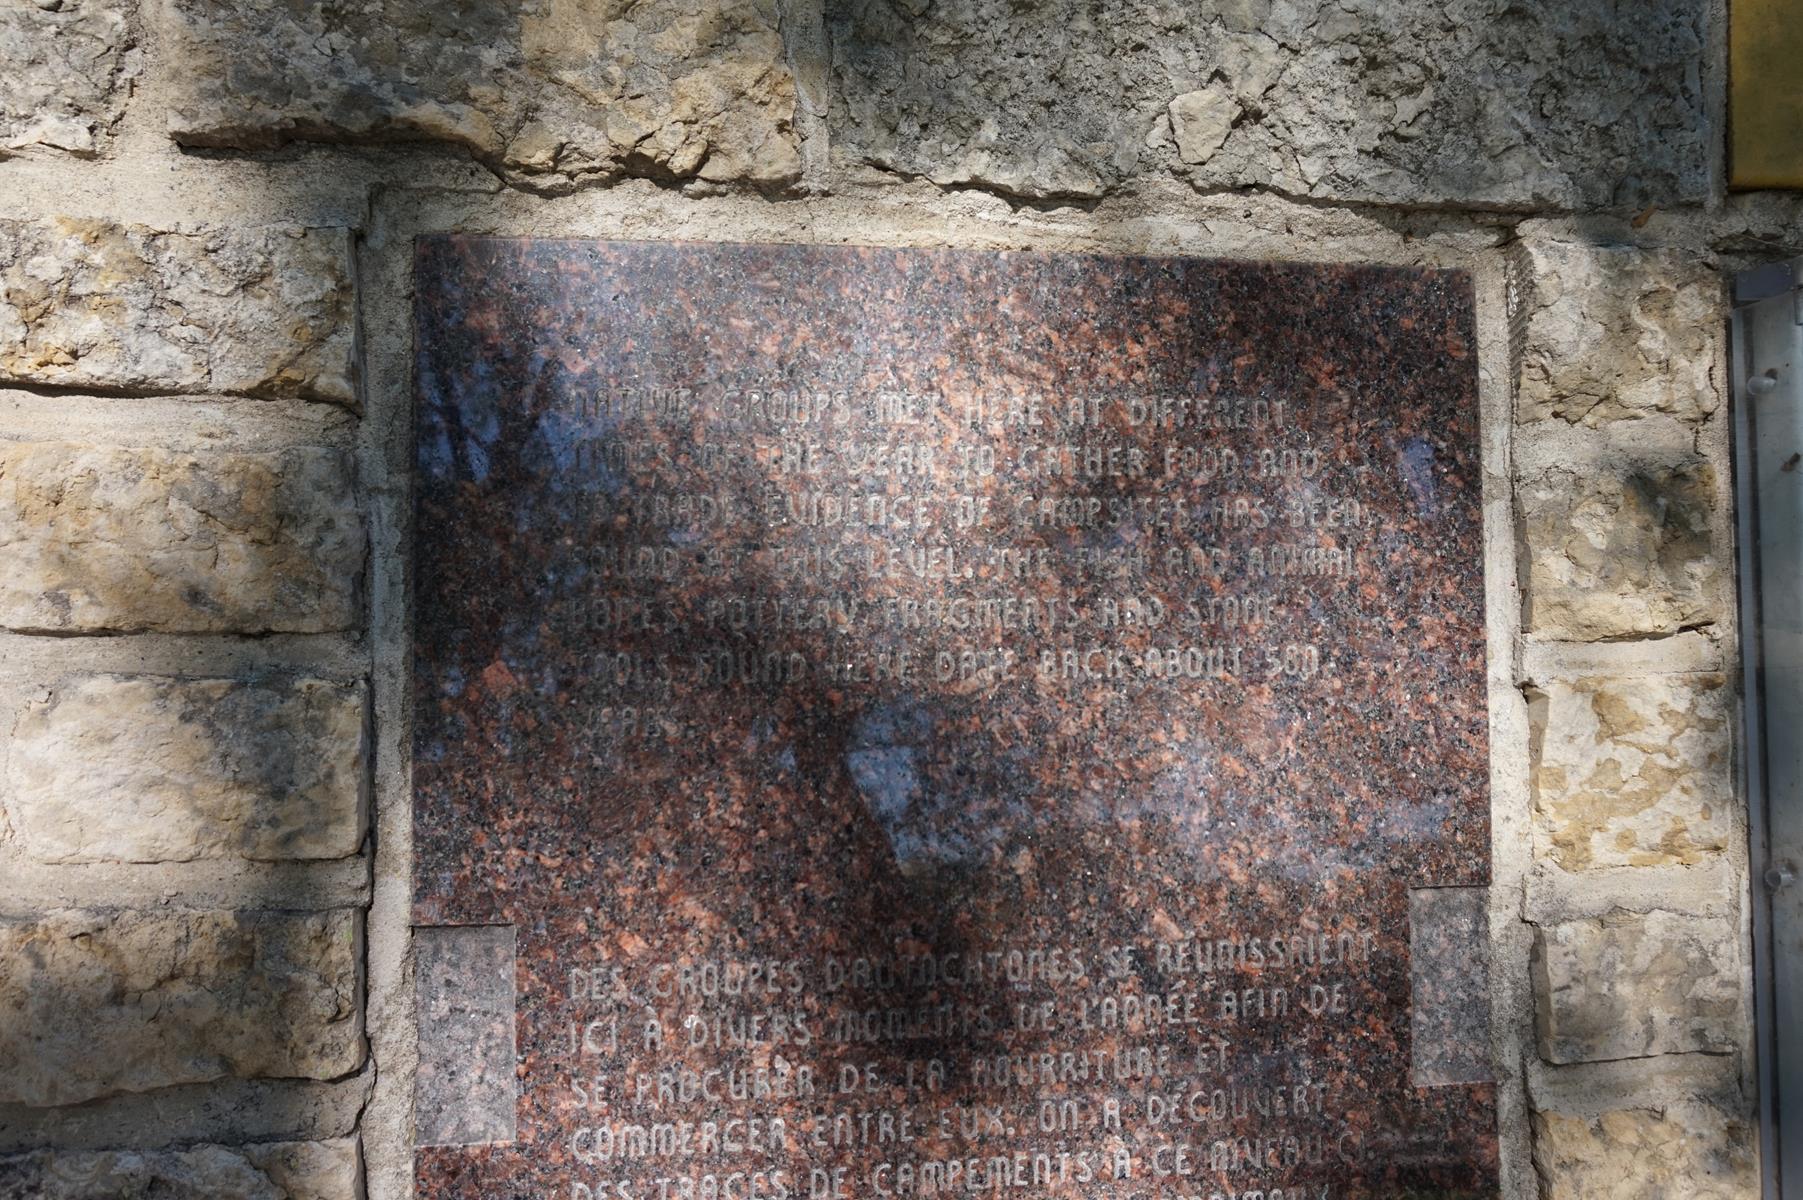 NATIVE GROUPS MET HERE AT DIFFERENT
TIMES OF THE YEAR TO GATHER FOOD AND
TO TRADE. EVIDENCE OF CAMPSITES HAS BEEN
FOUND AT THIS LEVEL. THE FISH AND ANIMAL
BONES, POTTERY FRAGMENTS AND STONE
TOOLS FOUND HERE DATE BACK ABOUT 500
YEARS.
DES GROUPES D'AUTOCHTONES SE RÉUNISSAIENT
ICI À DIVERS MOMENTS DE L'ANNÉE AFIN DE
SE PROCURER DE LA NOURRITURE ET
COMMERCER ENTRE EUX. ON A DÉCOUVERT
DES TRACES DE CAMPEMENTS À CE NIVEAU-CI.